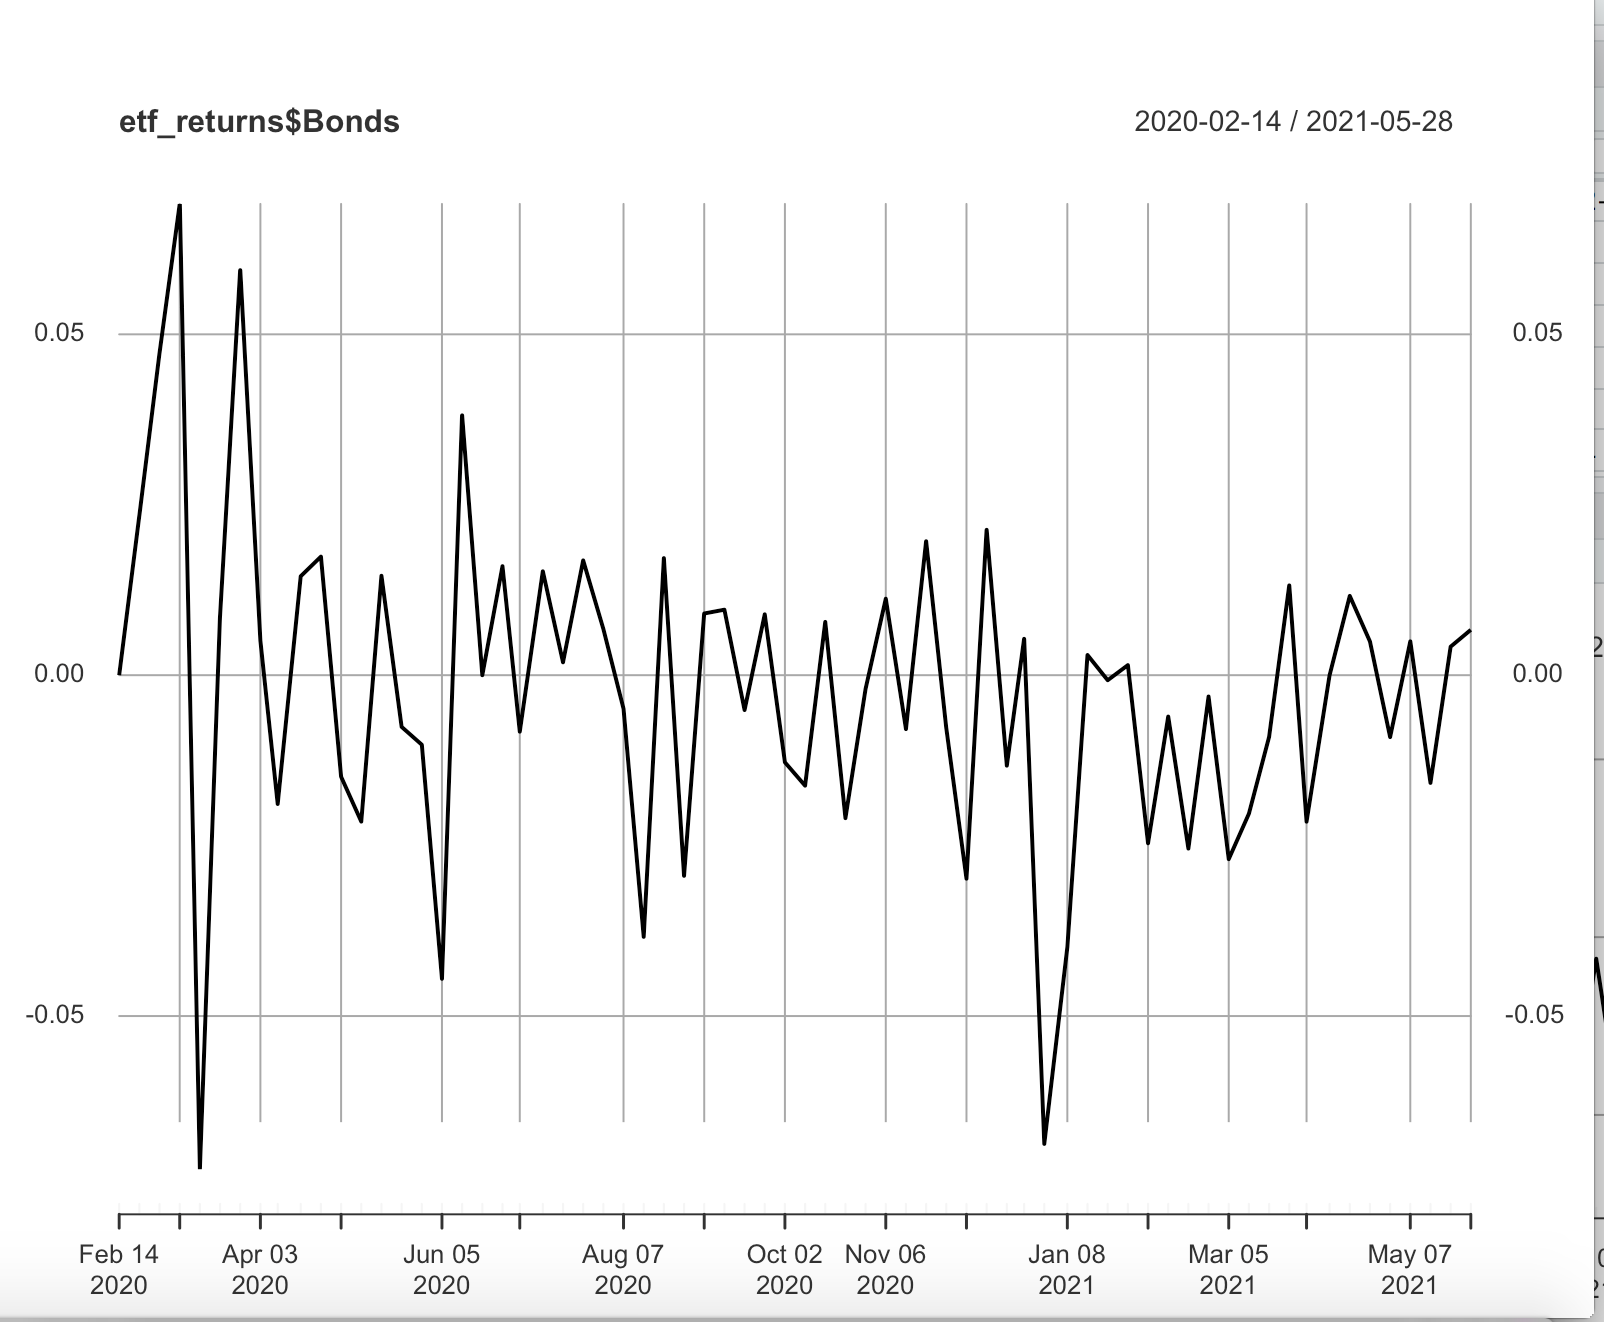 etf_returns$Bonds 2020-02-14 / 2021-05-28
0.05 0.05
0.00 0.00
-0.05 -0.05
Feb 14 Apr 03 Jun 05 Aug 07 Oct 02 Nov 06 Jan 08 Mar 05 May 07
2020 2020 2020 2020 2020 2020 2021 2021 2021